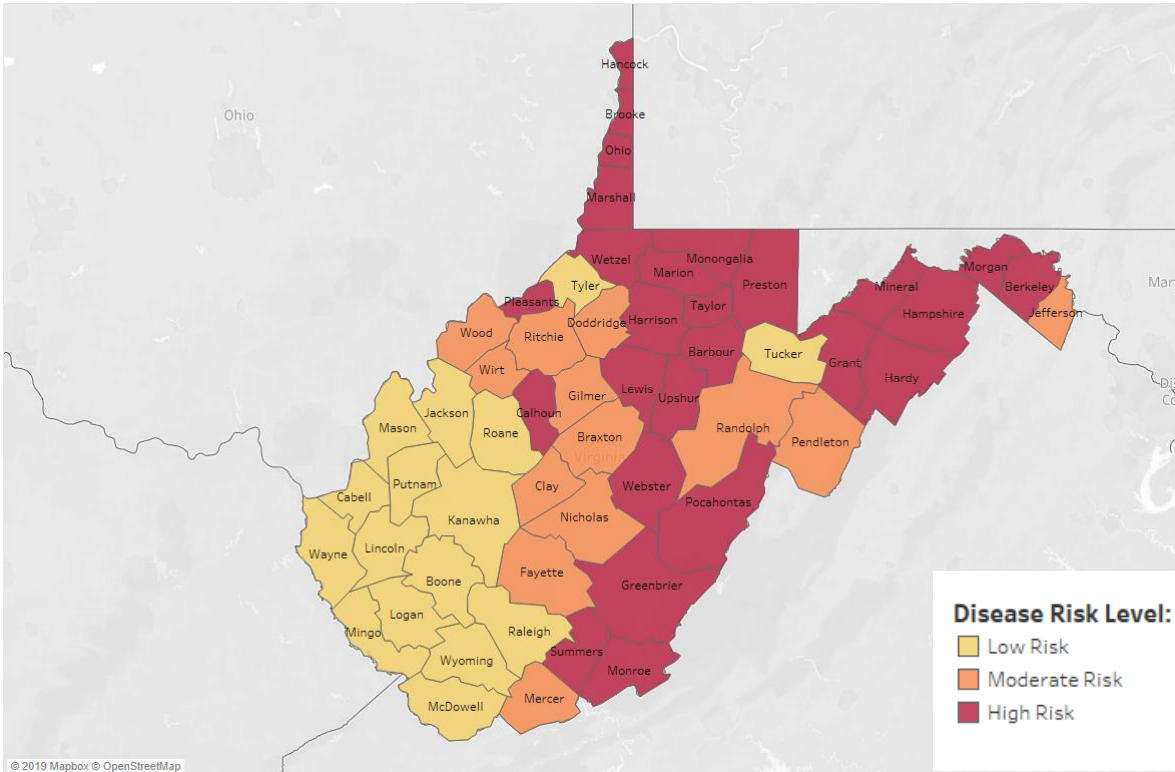 Hancock
Ohio
Brooke
Ohio
Marshall
Wetzel
Monongalia
Marion
Morgan
Preston
Mineral
Berkeley
Tyler
Mar
Pleasants
Taylor
Hampshire
Jefferson
Doddridge
Harrison
Wood
Ritchie
Barbour
Tucker
Grant
Wirt
Hardy
Lewis
Gilmer
Upshur
Jackson
Calhoun
Mason
Roane
Randolph
Braxton
Pendleton
Virginia
Putnam
Clay
Webster
Cabell
Pocahontas
Nicholas
Kanawha
Lincoln
Wayne
Fayette
Boone
Greenbrier
Logan
Mingo
Raleigh
Summers
Wyoming
Monroe
Mercer
McDowell
Disease Risk Level:
Low Risk
Moderate Risk
High Risk
© 2019 Mapbox © OpenStreetMap